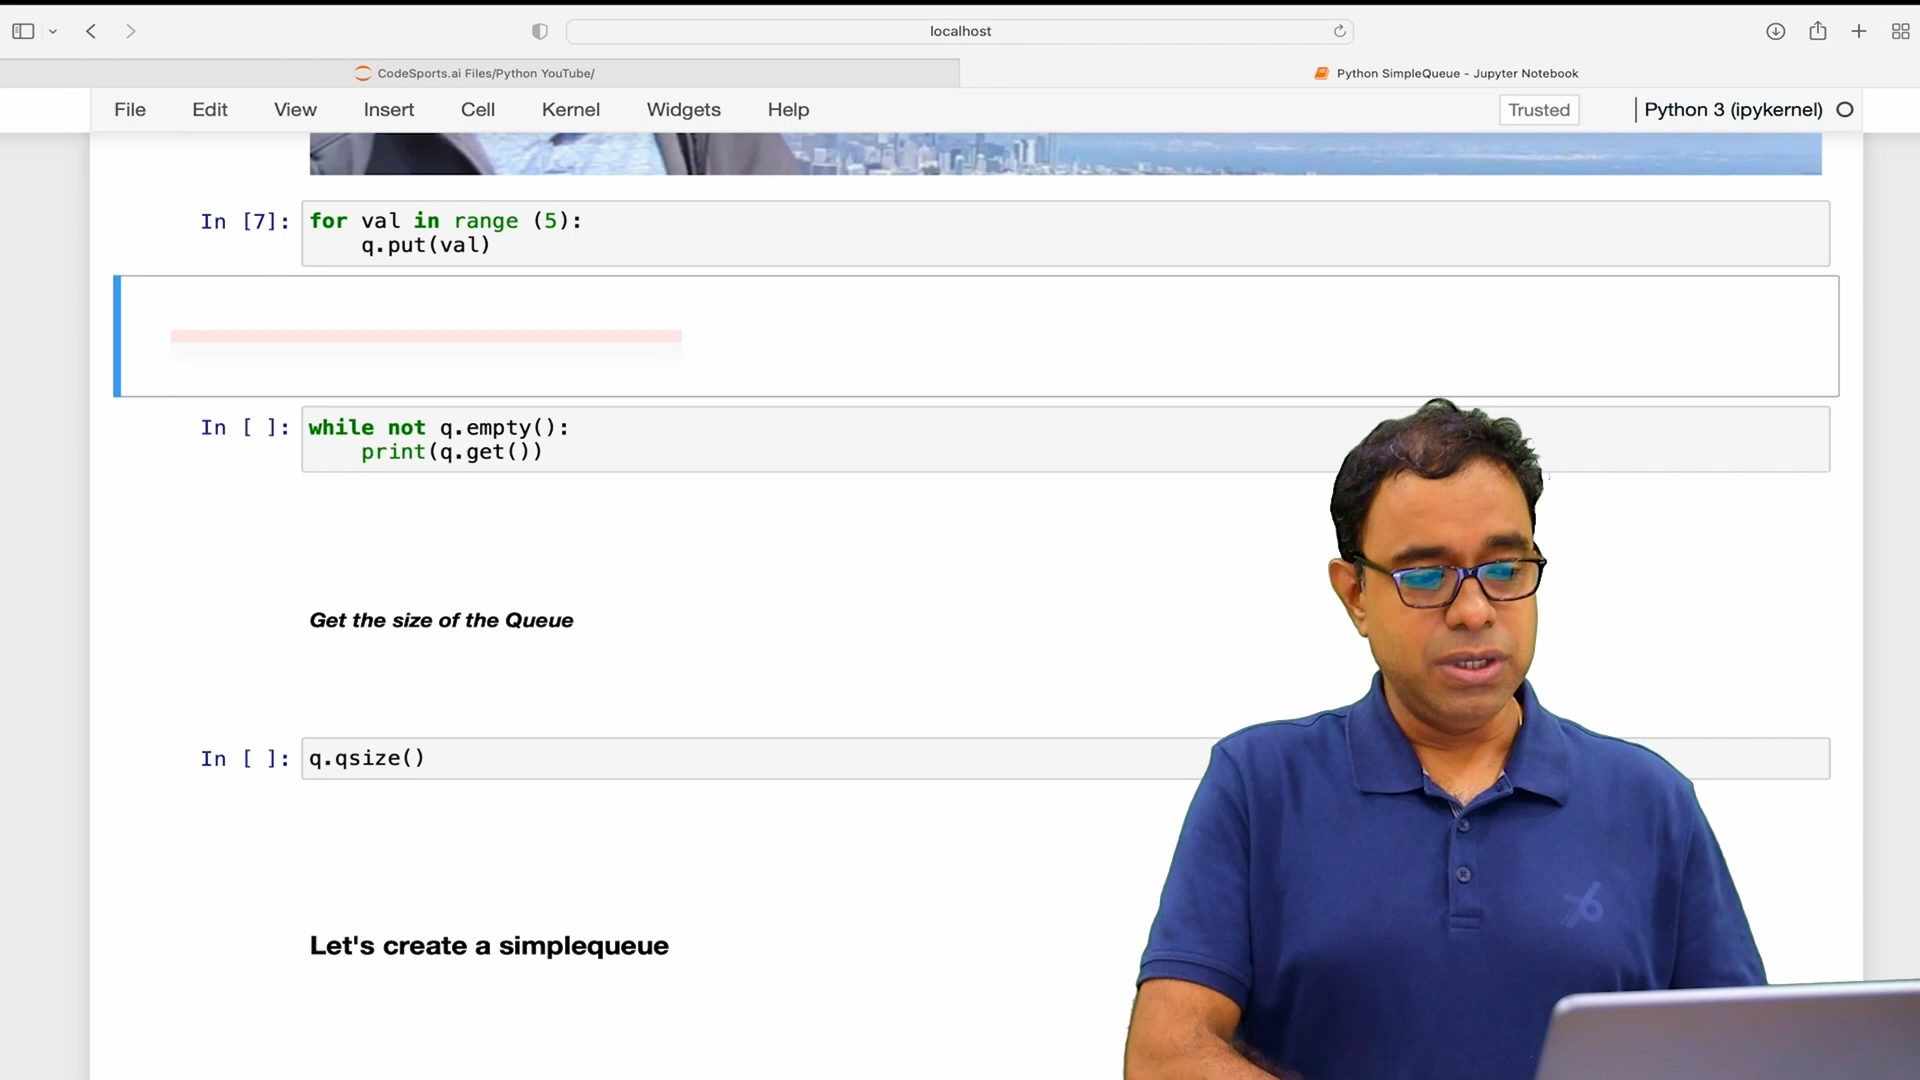 localhost
CodeSports.ai Files/Python YouTube/
Python SimpleQueue - Jupyter Notebook
File Edit View Insert Cell Kernel Widgets Help
Trusted
Python 3 (ipykernel)
In [7]: for val in range (5):
q.put(val)
In [ ]: while not q.empty():
print(q.get())
Get the size of the Queue
In [ ]: q.qsize()
Let's create a simplequeue